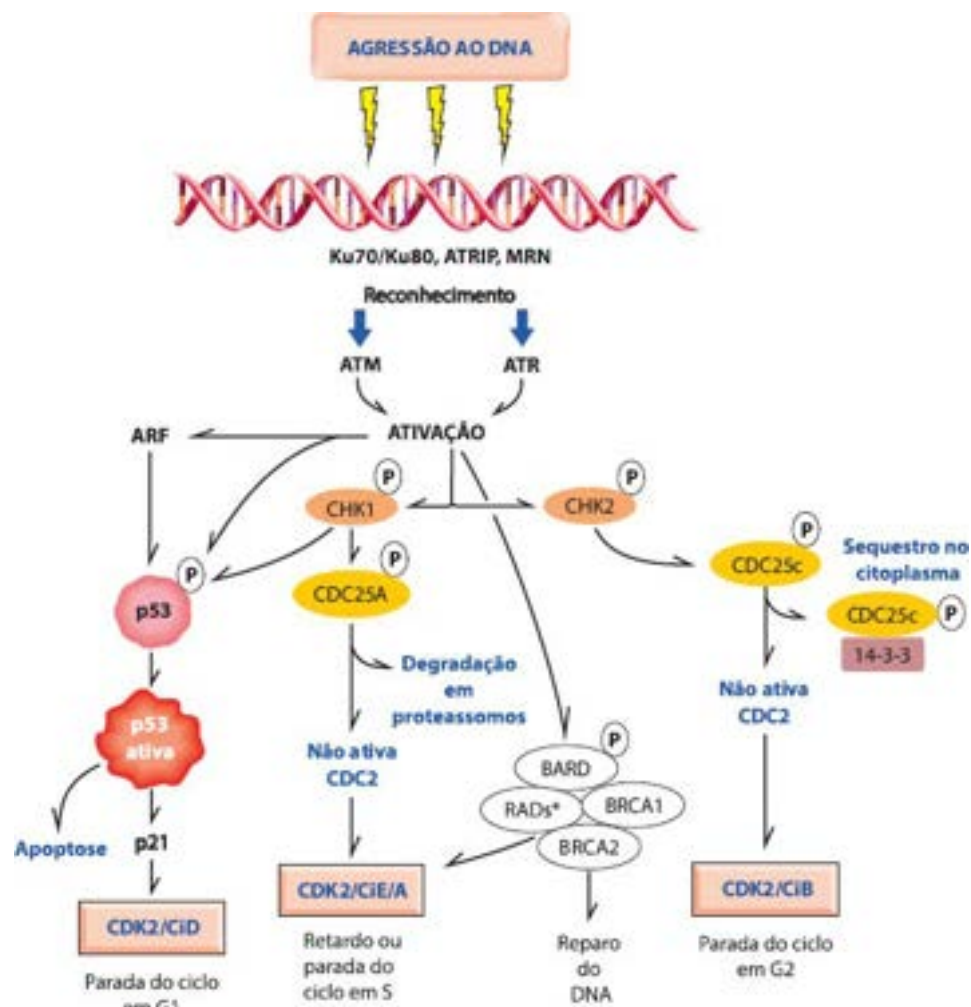 AGRESSÃO AO DNA
Ku70/Ku80, ATRIP, MRN
Reconhecimento
ATM
ATR
ARF
ATIVAÇÃO
P
CHK1
P
CHK2
P
p53
P
CDC25A
P
CDC25c
Sequestro no
citoplasma
CDC25c
P
14-3-3
Degradação
em
proteassomos
p53
ativa
Não ativa
CDC2
Não ativa
CDC2
P
BARD
RADs*
BRCA1
BRCA2
Apoptose
p21
CDK2/CiD
Parada do ciclo
em G1
CDK2/CiE/A
Retardo ou
parada do
ciclo em S
Reparo
do
DNA
CDK2/CiB
Parada do ciclo
em G2